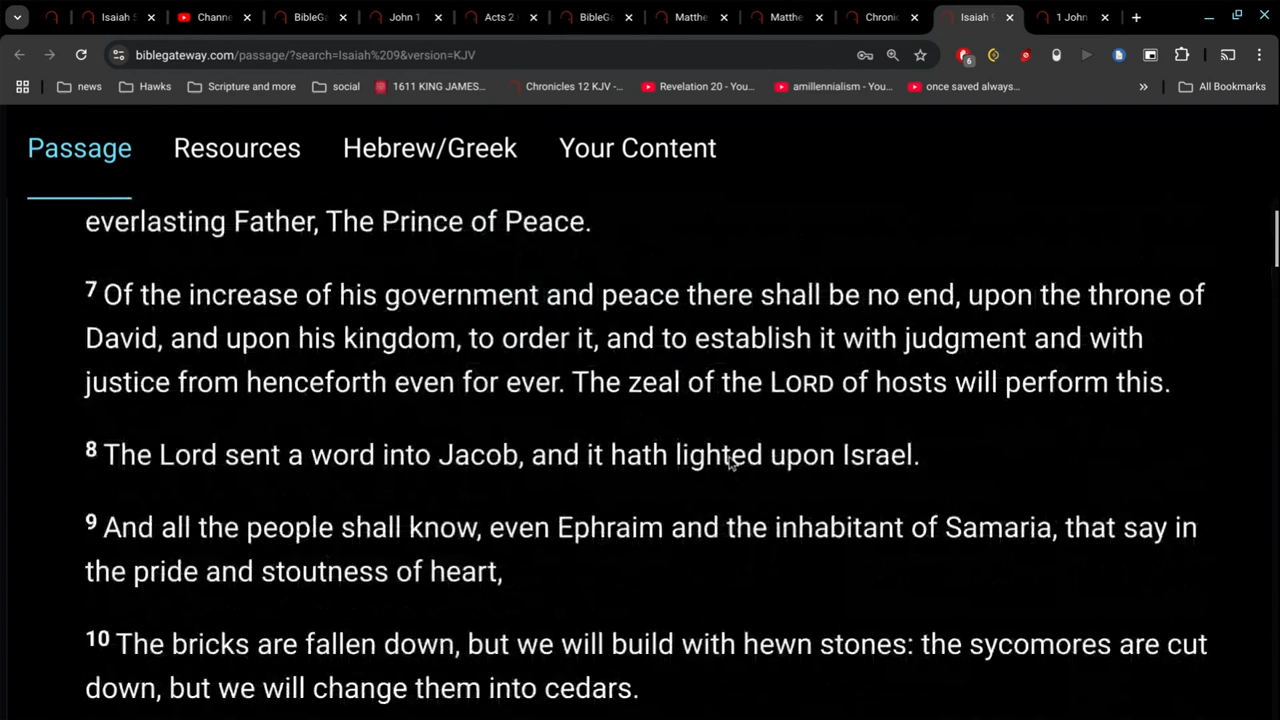 Isaiah 5
Channe
BibleGa
John 1
Acts 2
BibleGa
Matthe
Matthe
Chronic
Isaiah 9
1 John
biblegateway.com/passage/?search=Isaiah%209&version=KJV
6
news
Hawks
Scripture and more
social
1611 KING JAMES...
Chronicles 12 KJV -...
Revelation 20 - You...
amillennialism - You...
once saved always...
»
All Bookmarks
Passage
Resources
Hebrew/Greek
Your Content
everlasting Father, The Prince of Peace.
7 Of the increase of his government and peace there shall be no end, upon the throne of
David, and upon his kingdom, to order it, and to establish it with judgment and with
justice from henceforth even for ever. The zeal of the LORD of hosts will perform this.
8 The Lord sent a word into Jacob, and it hath lighted upon Israel.
9 And all the people shall know, even Ephraim and the inhabitant of Samaria, that say in
the pride and stoutness of heart,
10 The bricks are fallen down, but we will build with hewn stones: the sycomores are cut
down, but we will change them into cedars.